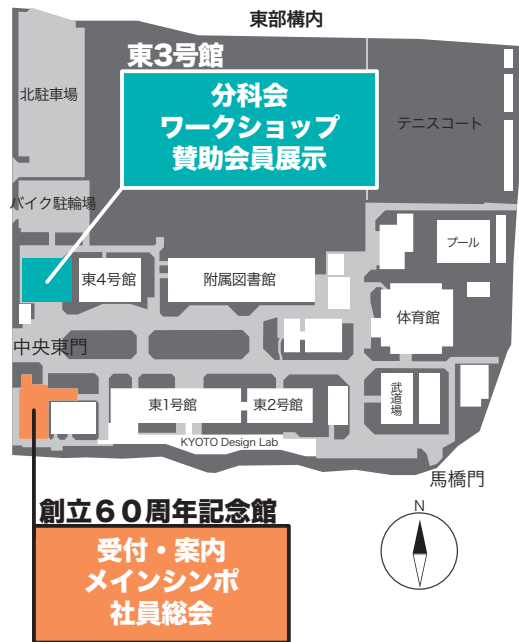 東部構内
東3号館
分科会
ワークショップ
賛助会員展示
北駐車場
テニスコート
バイク駐輪場
プール
東4号館
附属図書館
体育館
中央東門
東1号館
東2号館
武道場
KYOTO Design Lab
馬橋門
創立６０周年記念館
N
受付・案内
メインシンポ
社員総会